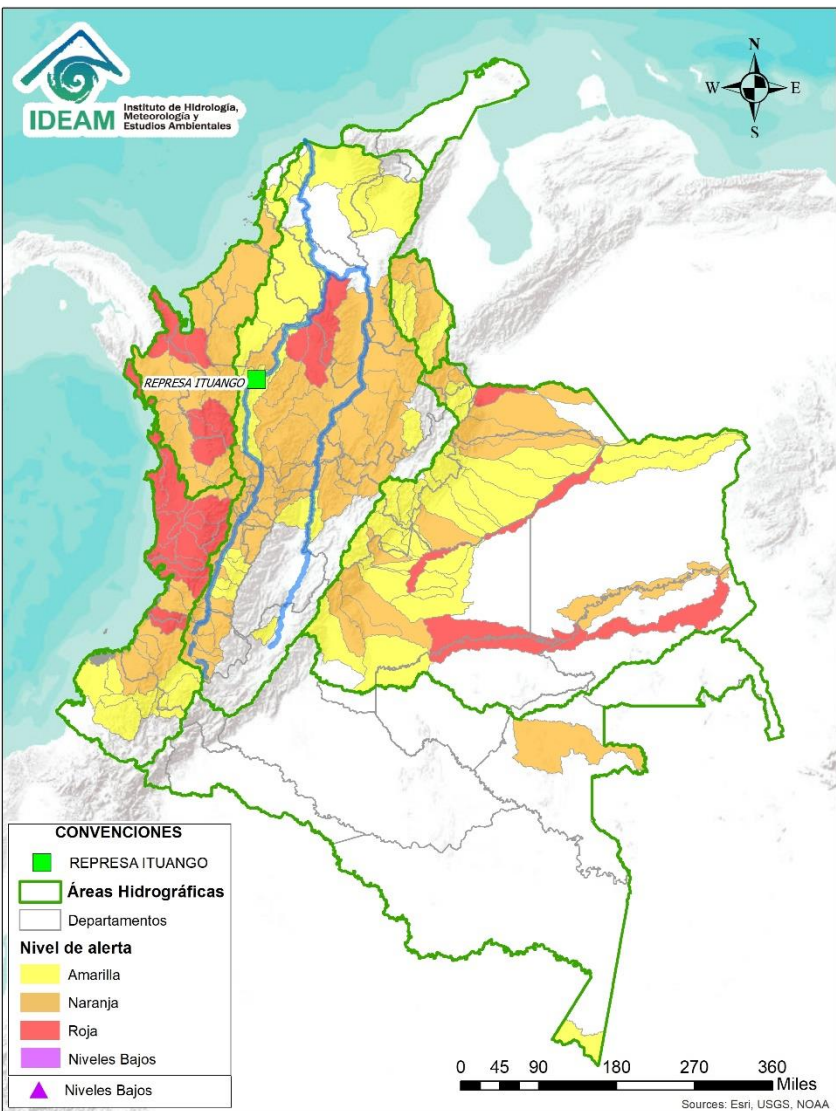 IDEAM
Instituto de Hidrología,
Meteorología y
Estudios Ambientales
N
W
E
S
REPRESA ITUANGO
CONVENCIONES
REPRESA ITUANGO
Áreas Hidrográficas
Departamentos
Nivel de alerta
Amarilla
Naranja
Roja
Niveles Bajos
Niveles Bajos
0 45 90 180 270 360
Miles
Sources: Esri, USGS, NOAA